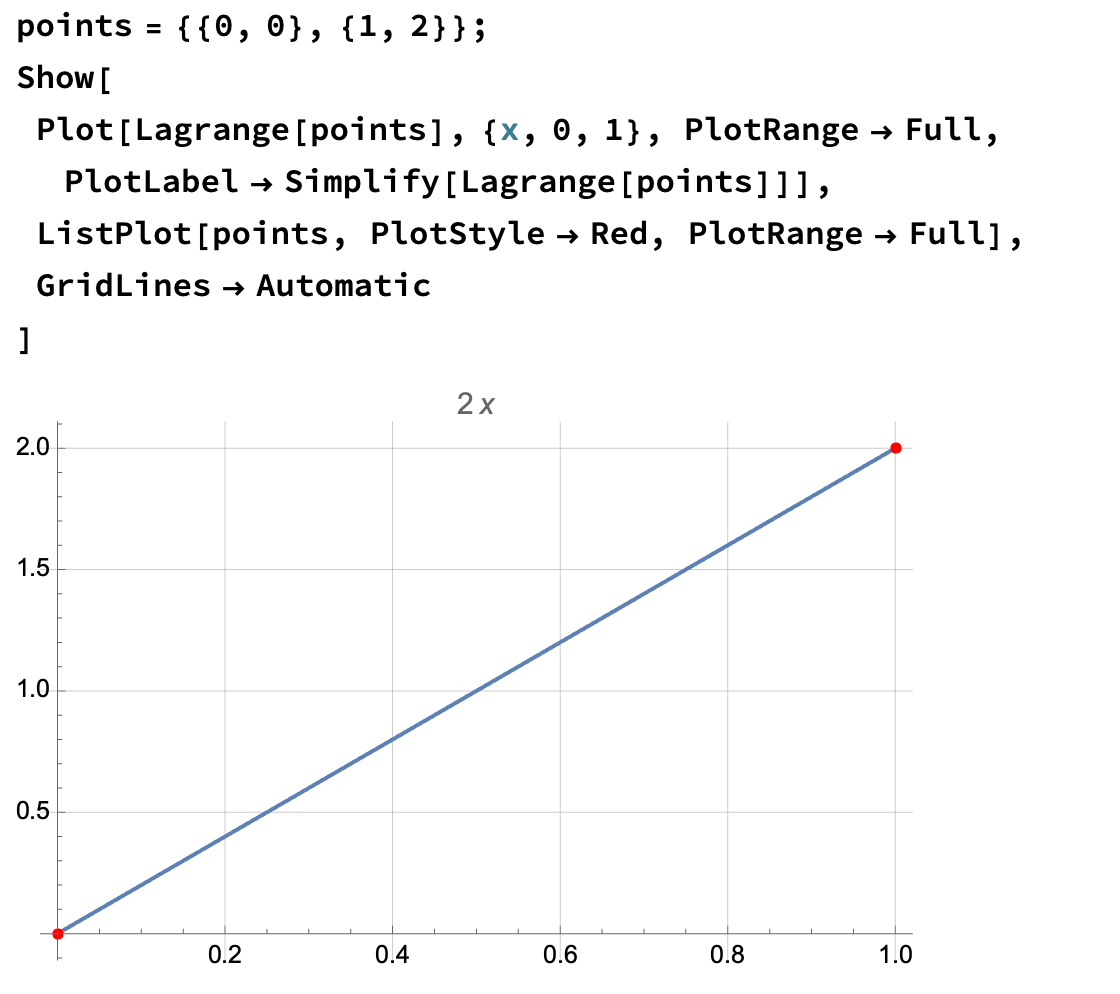 points = {{0, 0}, {1, 2}};
Show[
Plot[Lagrange[points], {x, 0, 1}, PlotRange → Full,
PlotLabel → Simplify[Lagrange[points]]],
ListPlot[points, PlotStyle → Red, PlotRange → Full],
GridLines → Automatic
]
2 x
2.0
1.5
1.0
0.5
0.2 0.4 0.6 0.8 1.0